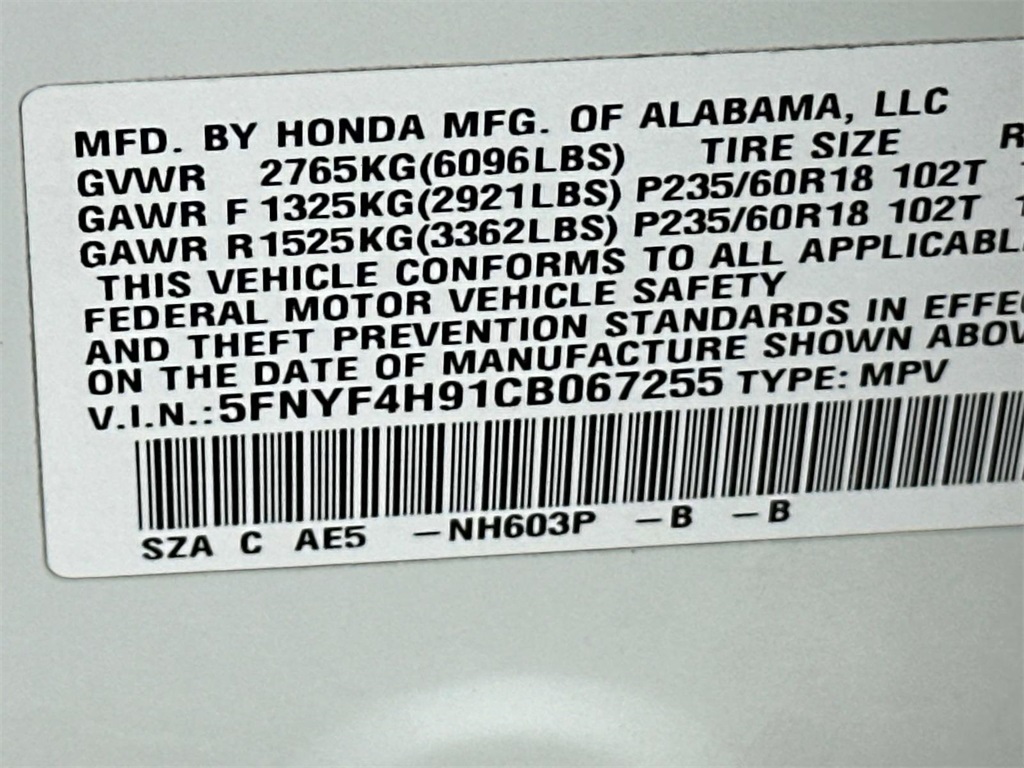 MFD. BY HONDA MFG. OF ALABAMA, LLC
GVWR 2765KG(6096LBS) TIRE SIZE R
GAWR F 1325KG(2921LBS) P235/60R18 102T
GAWR R 1525KG(3362LBS) P235/60R18 102T
THIS VEHICLE CONFORMS TO ALL APPLICABL
FEDERAL MOTOR VEHICLE SAFETY
AND THEFT PREVENTION STANDARDS IN EFFEC
ON THE DATE OF MANUFACTURE SHOWN ABOV
V.I.N.: 5FNYF4H91CB067255 TYPE: MPV
SZA C AE5 –NH603P –B –B